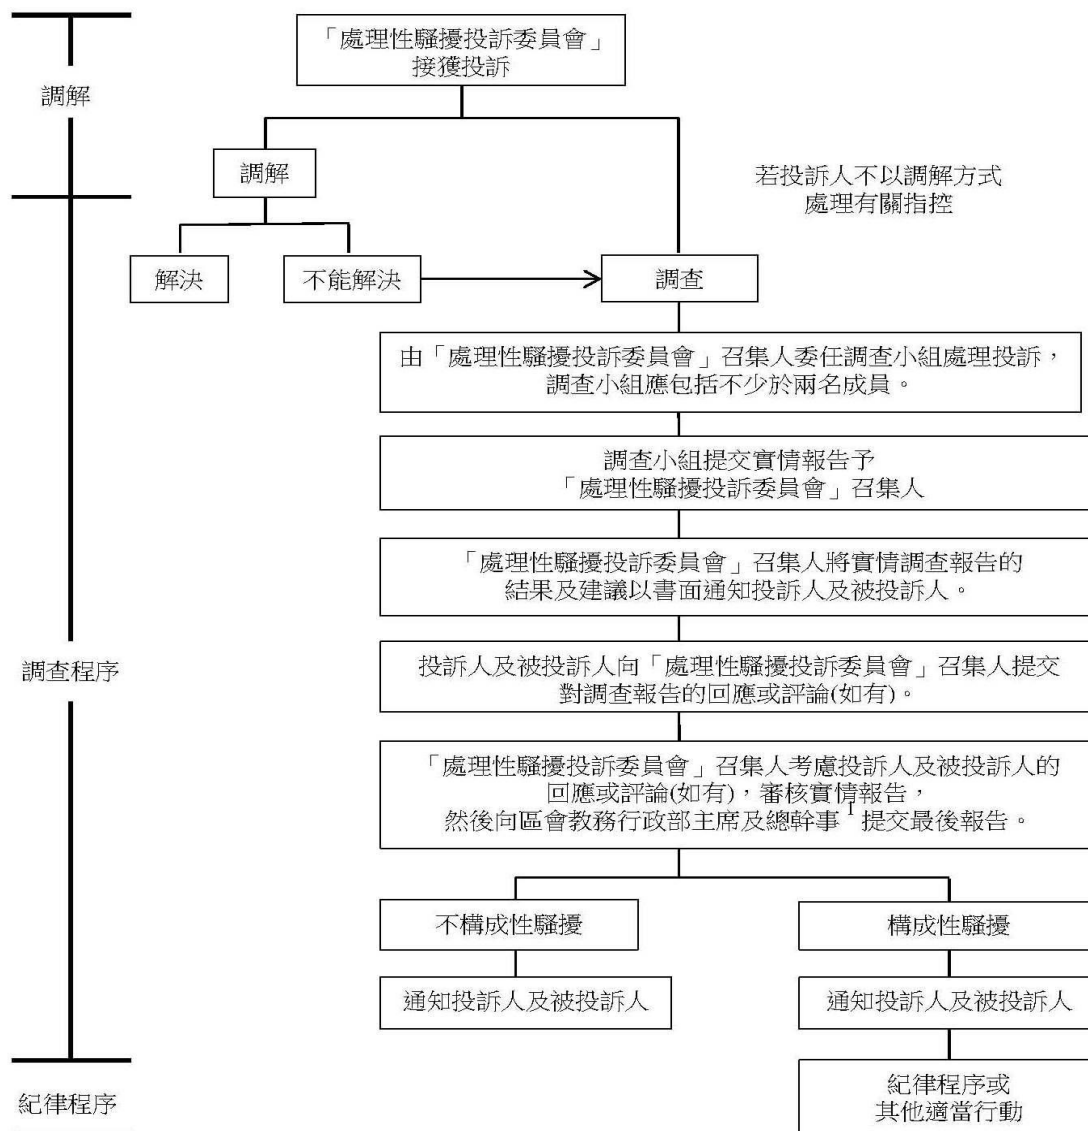 「處理性騷擾投訴委員會」
接獲投訴
調解
調解
若投訴人不以調解方式
處理有關指控
解決
不能解決
調查
由「處理性騷擾投訴委員會」召集人委任調查小組處理投訴，
調查小組應包括不少於兩名成員。
調查小組提交實情報告予
「處理性騷擾投訴委員會」召集人
「處理性騷擾投訴委員會」召集人將實情調查報告的
結果及建議以書面通知投訴人及被投訴人。
調查程序
投訴人及被投訴人向「處理性騷擾投訴委員會」召集人提交
對調查報告的回應或評論(如有)。
「處理性騷擾投訴委員會」召集人考慮投訴人及被投訴人的
回應或評論(如有)，審核實情報告，
然後向區會教務行政部主席及總幹事1提交最後報告。
不構成性騷擾
構成性騷擾
通知投訴人及被投訴人
通知投訴人及被投訴人
紀律程序
紀律程序或
其他適當行動